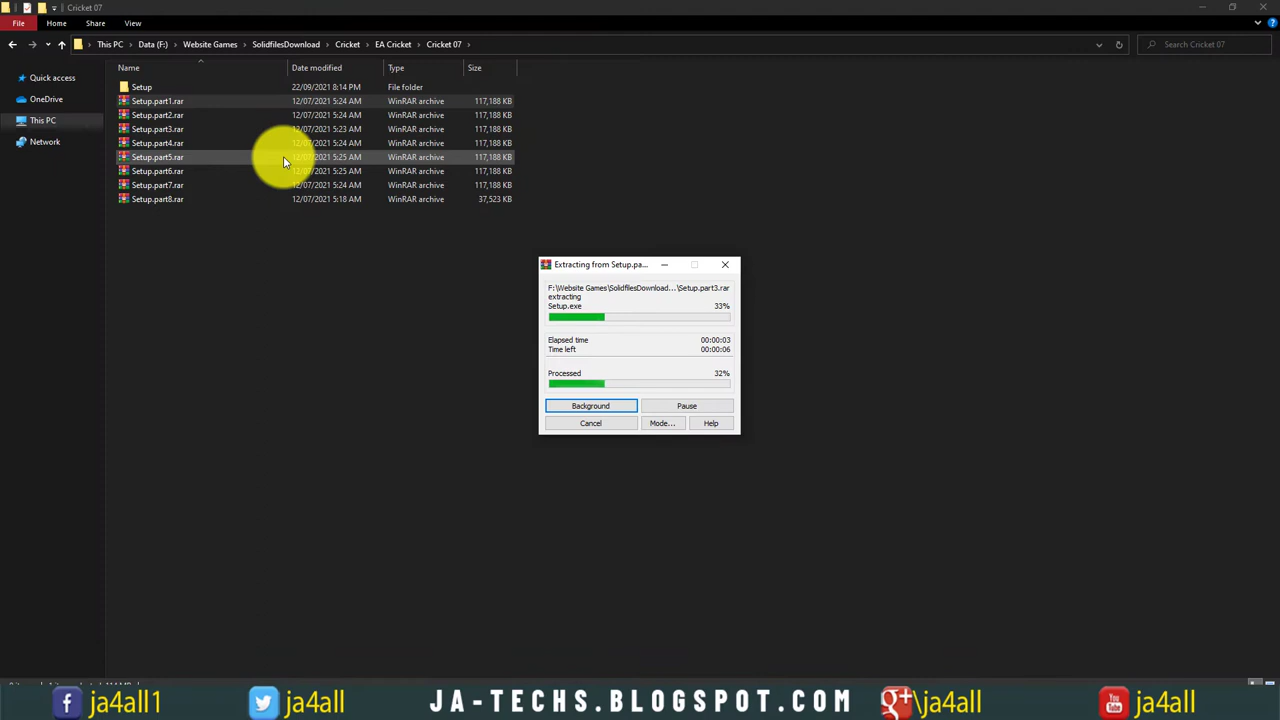 Cricket 07
File Home Share View
This PC Data (F:) Website Games SolidfilesDownload Cricket EA Cricket Cricket 07
Search Cricket 07
Name Date modified Type Size
Quick access
OneDrive
This PC
Network
Setup 22/09/2021 8:14 PM File folder
Setup.part1.rar 12/07/2021 5:24 AM WinRAR archive 117,188 KB
Setup.part2.rar 12/07/2021 5:24 AM WinRAR archive 117,188 KB
Setup.part3.rar 12/07/2021 5:23 AM WinRAR archive 117,188 KB
Setup.part4.rar 12/07/2021 5:24 AM WinRAR archive 117,188 KB
Setup.part5.rar 12/07/2021 5:25 AM WinRAR archive 117,188 KB
Setup.part6.rar 12/07/2021 5:25 AM WinRAR archive 117,188 KB
Setup.part7.rar 12/07/2021 5:24 AM WinRAR archive 117,188 KB
Setup.part8.rar 12/07/2021 5:18 AM WinRAR archive 37,523 KB
Extracting from Setup.pa...
F:\Website Games\SolidfilesDownload...\Setup.part3.rar
extracting
Setup.exe 33%
Elapsed time 00:00:03
Time left 00:00:06
Processed 32%
Background Pause
Cancel Mode... Help
ja4all1 ja4all JA-TECHS.BLOGSPOT.COM g+\ja4all You Tube ja4all